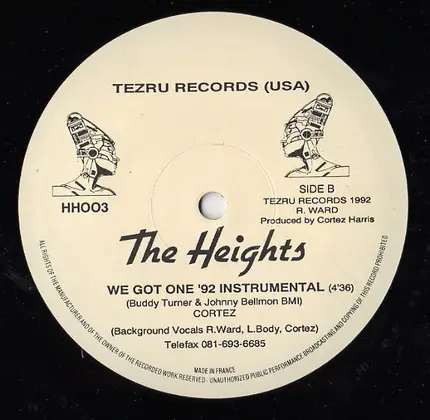 TEZRU RECORDS (USA)
HH003
SIDE B
TEZRU RECORDS 1992
R. WARD
Produced by Cortez Harris
The Heights
WE GOT ONE '92 INSTRUMENTAL (4'36)
(Buddy Turner & Johnny Bellmon BMI)
CORTEZ
(Background Vocals R.Ward, L.Body, Cortez)
Telefax 081-693-6685
MADE IN FRANCE
ALL RIGHTS OF THE MANUFACTURER AND OF THE OWNER OF THE RECORDED WORK RESERVED - UNAUTHORIZED PUBLIC PERFORMANCE BROADCASTING AND COPYING OF THIS RECORD PROHIBITED